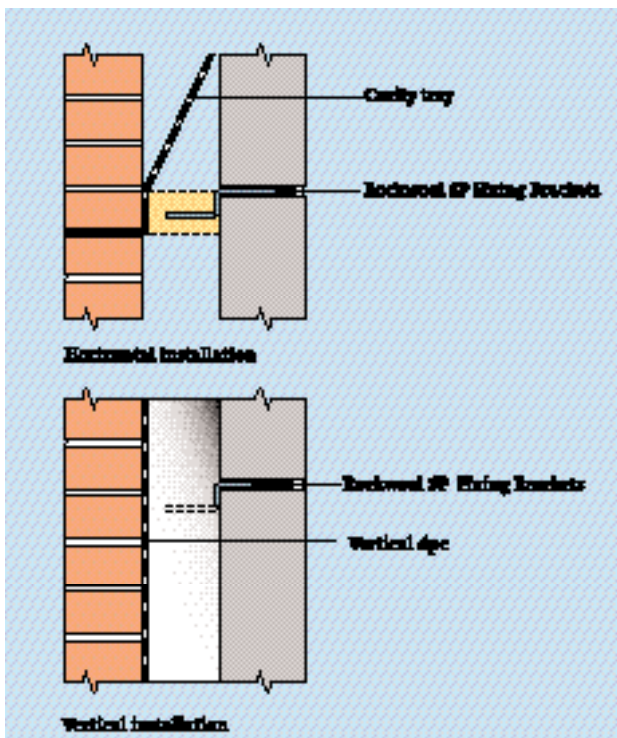 Cavity tray
Rockwool SP Fixing Brackets
Horizontal installation
Rockwool SP Fixing Brackets
Vertical dpc
Vertical installation